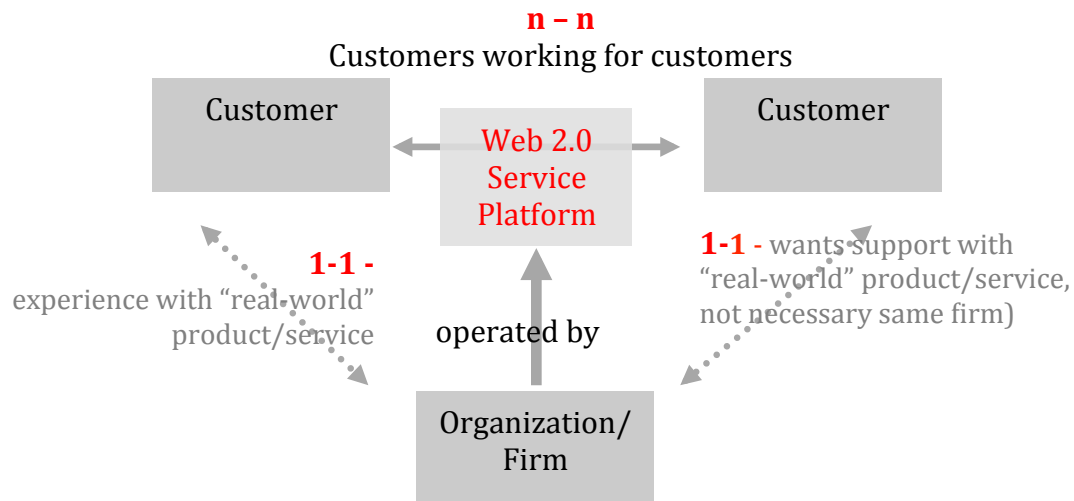 n – n
Customers working for customers
Customer
Customer
Web 2.0
Service
Platform
1-1 -
experience with “real-world”
product/service
1-1 - wants support with
“real-world” product/service,
not necessary same firm)
operated by
Organization/
Firm